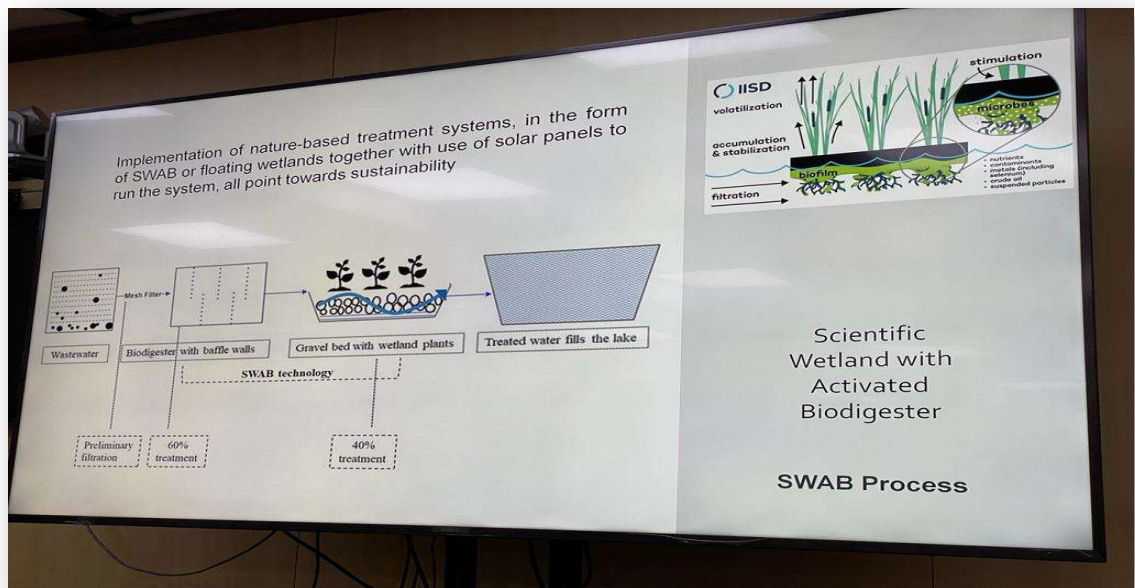 Implementation of nature-based treatment systems, in the form
of SWAB or floating wetlands together with use of solar panels to
run the system, all point towards sustainability
Mesh Filter
Wastewater
Biodigester with baffle walls
Gravel bed with wetland plants
Treated water fills the lake
SWAB technology
Preliminary
filtration
60%
treatment
40%
treatment
IISD
volatilization
accumulation
& stabilization
filtration
biofilm
stimulation
microbes
• nutrients
• contaminants
• metals (including
selenium)
• crude oil
• suspended particles
Scientific
Wetland with
Activated
Biodigester
SWAB Process